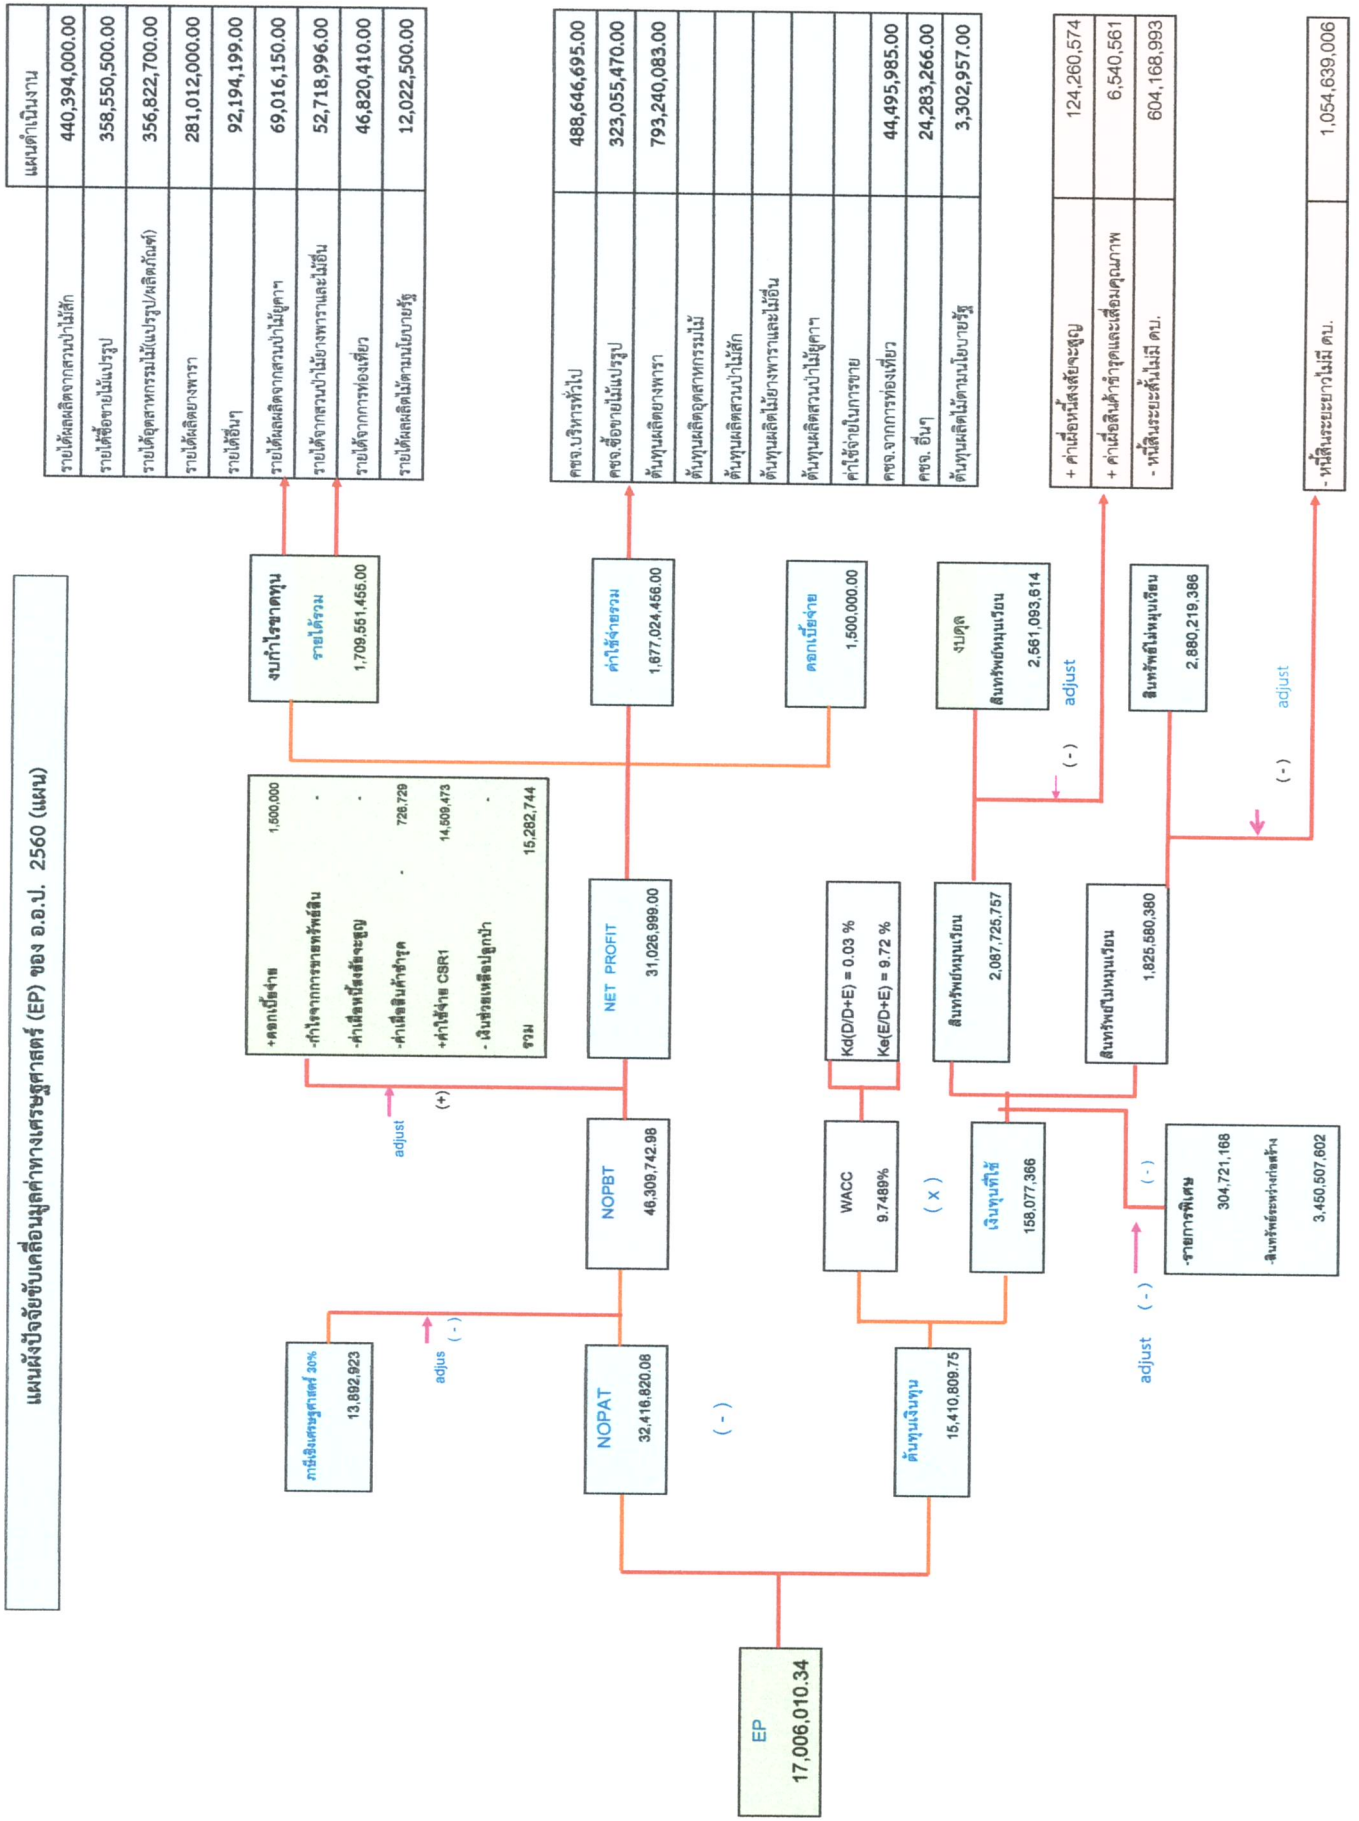 แผนผังปัจจัยขับเคลื่อนมูลค่าทางเศรษฐศาสตร์ (EP) ของ อ.อ.ป. 2560 (แผน)
แผนดำเนินงาน
รายได้ผลผลิตจากสวนป่าไม้สัก 440,394,000.00
รายได้ซื้อขายไม้แปรรูป 358,550,500.00
รายได้อุตสาหกรรมไม้(แปรรูป/ผลิตภัณฑ์) 356,822,700.00
รายได้ผลิตยางพารา 281,012,000.00
รายได้อื่นๆ 92,194,199.00
รายได้ผลผลิตจากสวนป่าไม้ยูคาฯ 69,016,150.00
รายได้จากสวนป่าไม้ยางพาราและไม้อื่น 52,718,996.00
รายได้จากการท่องเที่ยว 46,820,410.00
รายได้ผลผลิตไม้ตามนโยบายรัฐ 12,022,500.00
งบกำไรขาดทุน
รายได้รวม
1,709,551,455.00
+ดอกเบี้ยจ่าย 1,500,000
-กำไรจากการขายทรัพย์สิน -
-ค่าเผื่อหนี้สงสัยจะสูญ -
-ค่าเผื่อสินค้าชำรุด - 726,729
+ค่าใช้จ่าย CSR1 14,509,473
- เงินช่วยเหลือปลูกป่า -
รวม 15,282,744
ภาษีเชิงเศรษฐศาสตร์ 30%
13,892,923
adjus
( - )
adjust
(+)
คชจ.บริหารทั่วไป 488,646,695.00
คชจ.ซื้อขายไม้แปรรูป 323,055,470.00
ต้นทุนผลิตยางพารา 793,240,083.00
ต้นทุนผลิตอุตสาหกรรมไม้
ต้นทุนผลิตสวนป่าไม้สัก
ต้นทุนผลิตไม้ยางพาราและไม้อื่น
ต้นทุนผลิตสวนป่าไม้ยูคาฯ
ค่าใช้จ่ายในการขาย
คชจ.จากการท่องเที่ยว 44,495,985.00
คชจ. อื่นๆ 24,283,266.00
ต้นทุนผลิตไม้ตามนโยบายรัฐ 3,302,957.00
NOPAT
32,416,820.08
NOPBT
46,309,742.98
NET PROFIT
31,026,999.00
ค่าใช้จ่ายรวม
1,677,024,456.00
( - )
ดอกเบี้ยจ่าย
1,500,000.00
EP
17,006,010.34
WACC
9.7489%
Kd(D/D+E) = 0.03 %
Ke(E/D+E) = 9.72 %
( x )
ต้นทุนเงินทุน
15,410,809.75
เงินทุนที่ใช้
158,077,366
สินทรัพย์หมุนเวียน
2,087,725,757
งบดุล
สินทรัพย์หมุนเวียน
2,561,093,614
( - )
adjust
+ ค่าเผื่อหนี้สงสัยจะสูญ 124,260,574
+ ค่าเผื่อสินค้าชำรุดและเสื่อมคุณภาพ 6,540,561
- หนี้สินระยะสั้นไม่มี ดบ. 604,168,993
สินทรัพย์ไม่หมุนเวียน
1,825,580,380
สินทรัพย์ไม่หมุนเวียน
2,880,219,386
adjust
( - )
( - )
-รายการพิเศษ
304,721,168
-สินทรัพย์ระหว่างก่อสร้าง
3,450,507,602
( - )
adjust
- หนี้สินระยะยาวไม่มี ดบ. 1,054,639,006